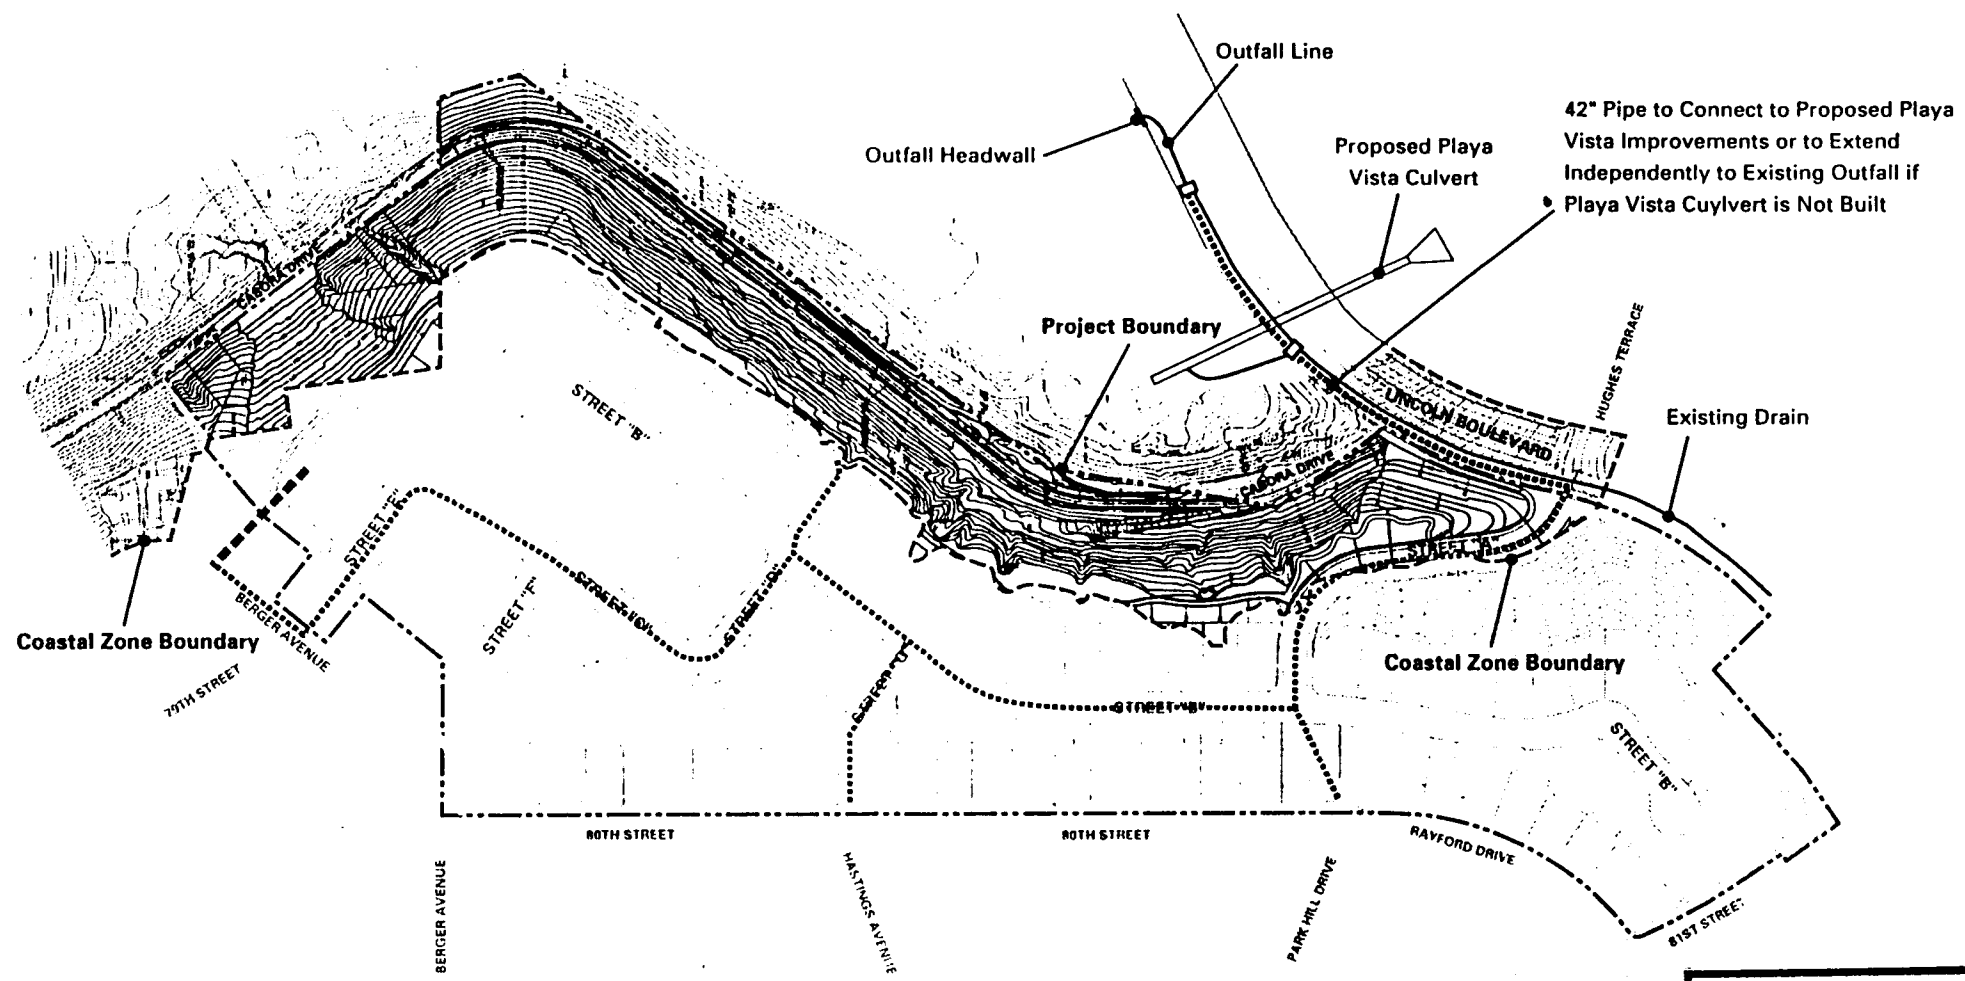 Outfall Line
42" Pipe to Connect to Proposed Playa
Vista Improvements or to Extend
Independently to Existing Outfall if
Playa Vista Cuylvert is Not Built
Outfall Headwall
Proposed Playa
Vista Culvert
CABORA DRIVE
Project Boundary
HUGHES TERRACE
STREET "B"
LINCOLN BOULEVARD
Existing Drain
CABORA DRIVE
STREET "E"
STREET "A"
STREET "F"
STREET "D"
BERGER AVENUE
Coastal Zone Boundary
79TH STREET
Coastal Zone Boundary
STREET "B"
STREET "B"
80TH STREET
80TH STREET
RAYFORD DRIVE
BERGER AVENUE
HASTINGS AVENUE
PARK HILL DRIVE
81ST STREET